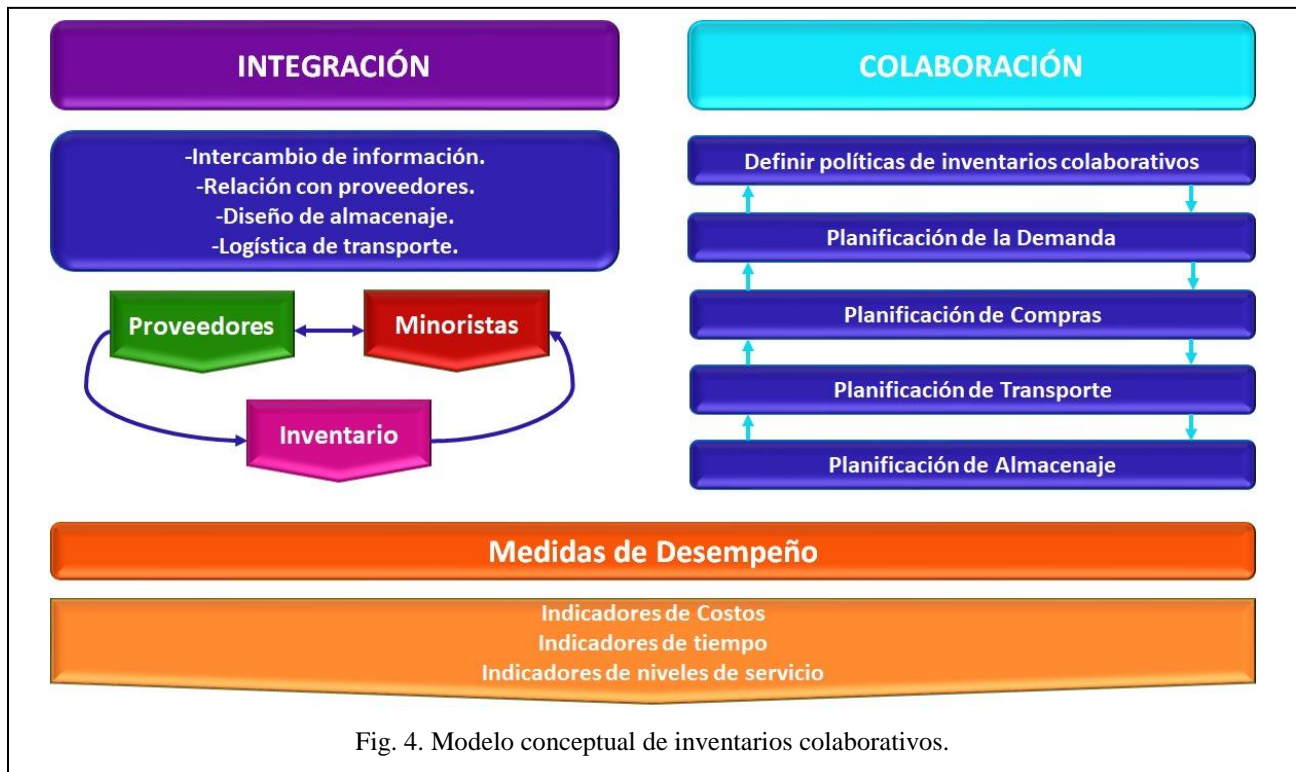 INTEGRACIÓN
-Intercambio de información.
-Relación con proveedores.
-Diseño de almacenaje.
-Logística de transporte.
Proveedores
Minoristas
Inventario
COLABORACIÓN
Definir políticas de inventarios colaborativos
Planificación de la Demanda
Planificación de Compras
Planificación de Transporte
Planificación de Almacenaje
Medidas de Desempeño
Indicadores de Costos
Indicadores de tiempo
Indicadores de niveles de servicio
Fig. 4. Modelo conceptual de inventarios colaborativos.